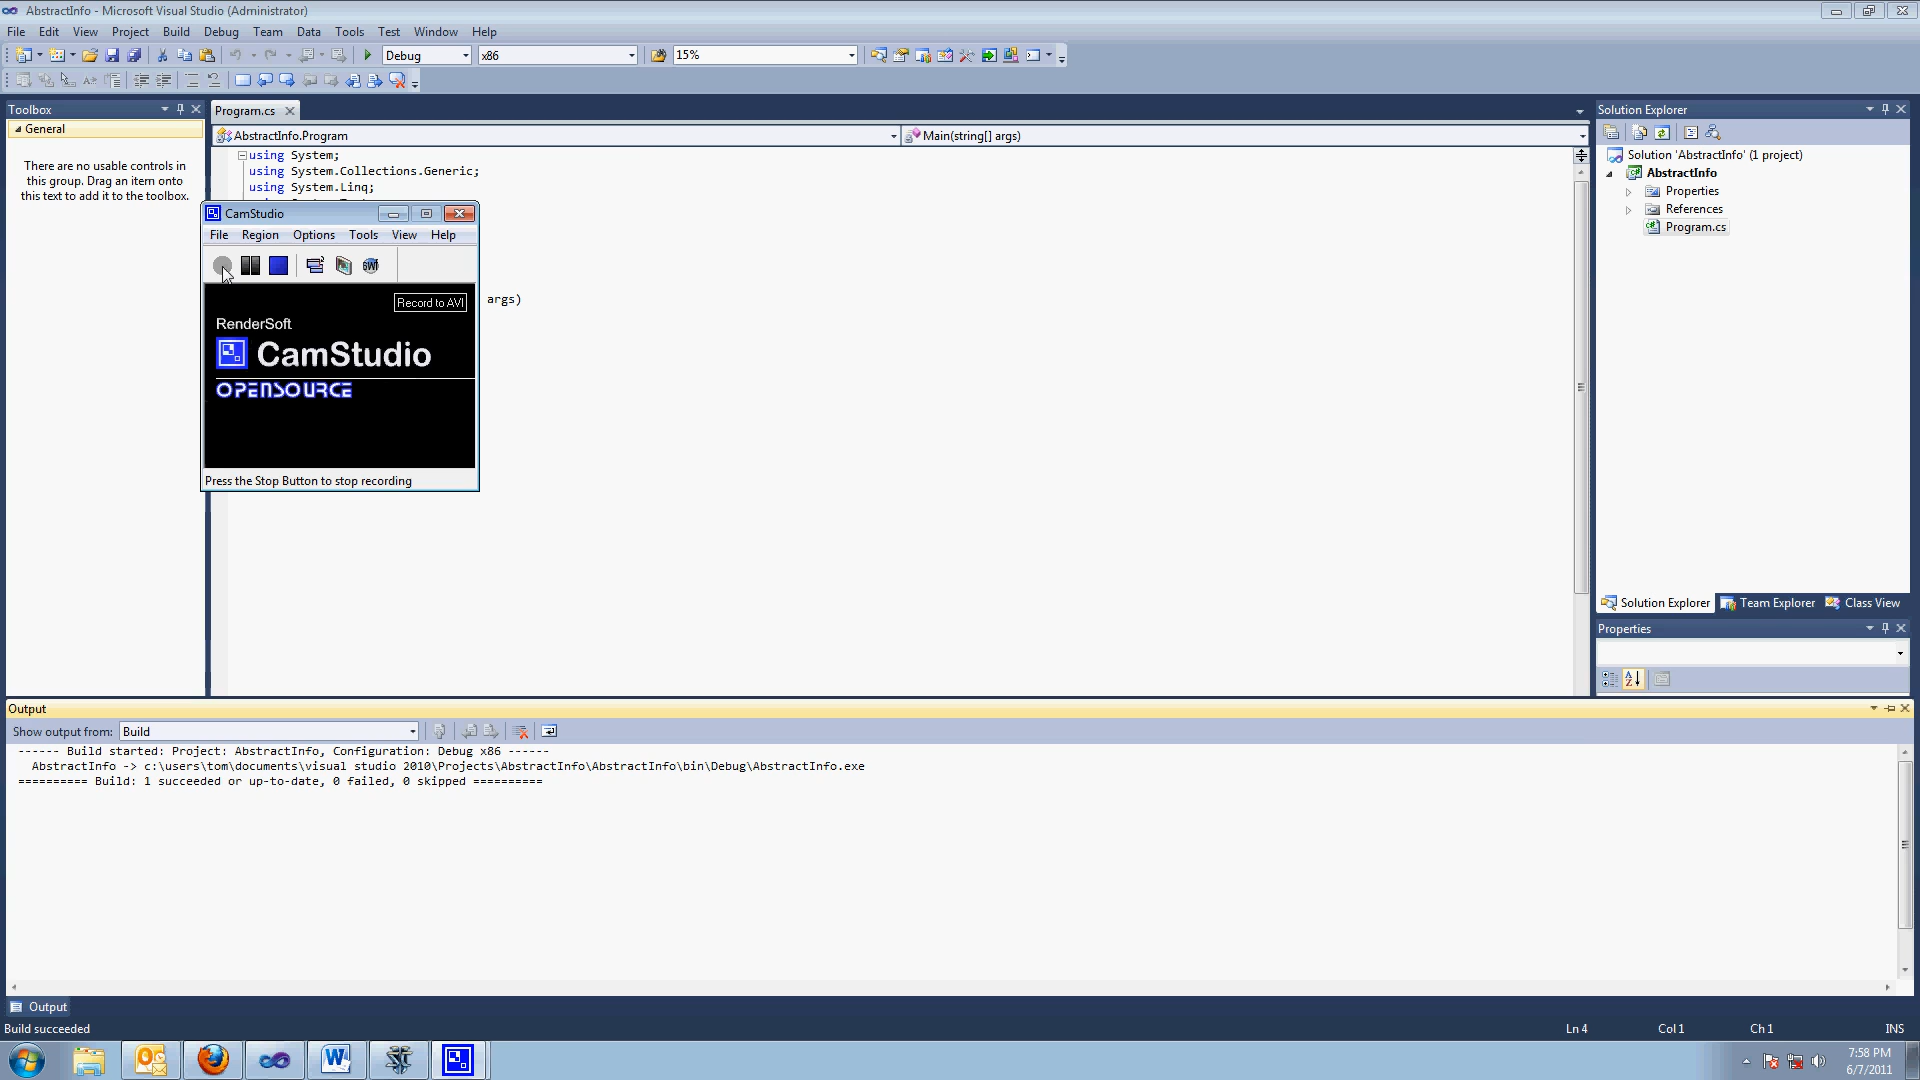 AbstractInfo - Microsoft Visual Studio (Administrator)
File Edit View Project Build Debug Team Data Tools Test Window Help
Debug x86 15%
Toolbox
General
There are no usable controls in
this group. Drag an item onto
this text to add it to the toolbox.
Program.cs
AbstractInfo.Program Main(string[] args)
using System;
using System.Collections.Generic;
using System.Linq;
args)
CamStudio
File Region Options Tools View Help
Record to AVI
RenderSoft
CamStudio
OPENSOURCE
Press the Stop Button to stop recording
Solution Explorer
Solution 'AbstractInfo' (1 project)
AbstractInfo
Properties
References
Program.cs
Solution Explorer Team Explorer Class View
Properties
Output
Show output from: Build
------ Build started: Project: AbstractInfo, Configuration: Debug x86 ------
AbstractInfo -> c:\users\tom\documents\visual studio 2010\Projects\AbstractInfo\AbstractInfo\bin\Debug\AbstractInfo.exe
========== Build: 1 succeeded or up-to-date, 0 failed, 0 skipped ==========
Output
Build succeeded Ln 4 Col 1 Ch 1 INS
7:58 PM
6/7/2011